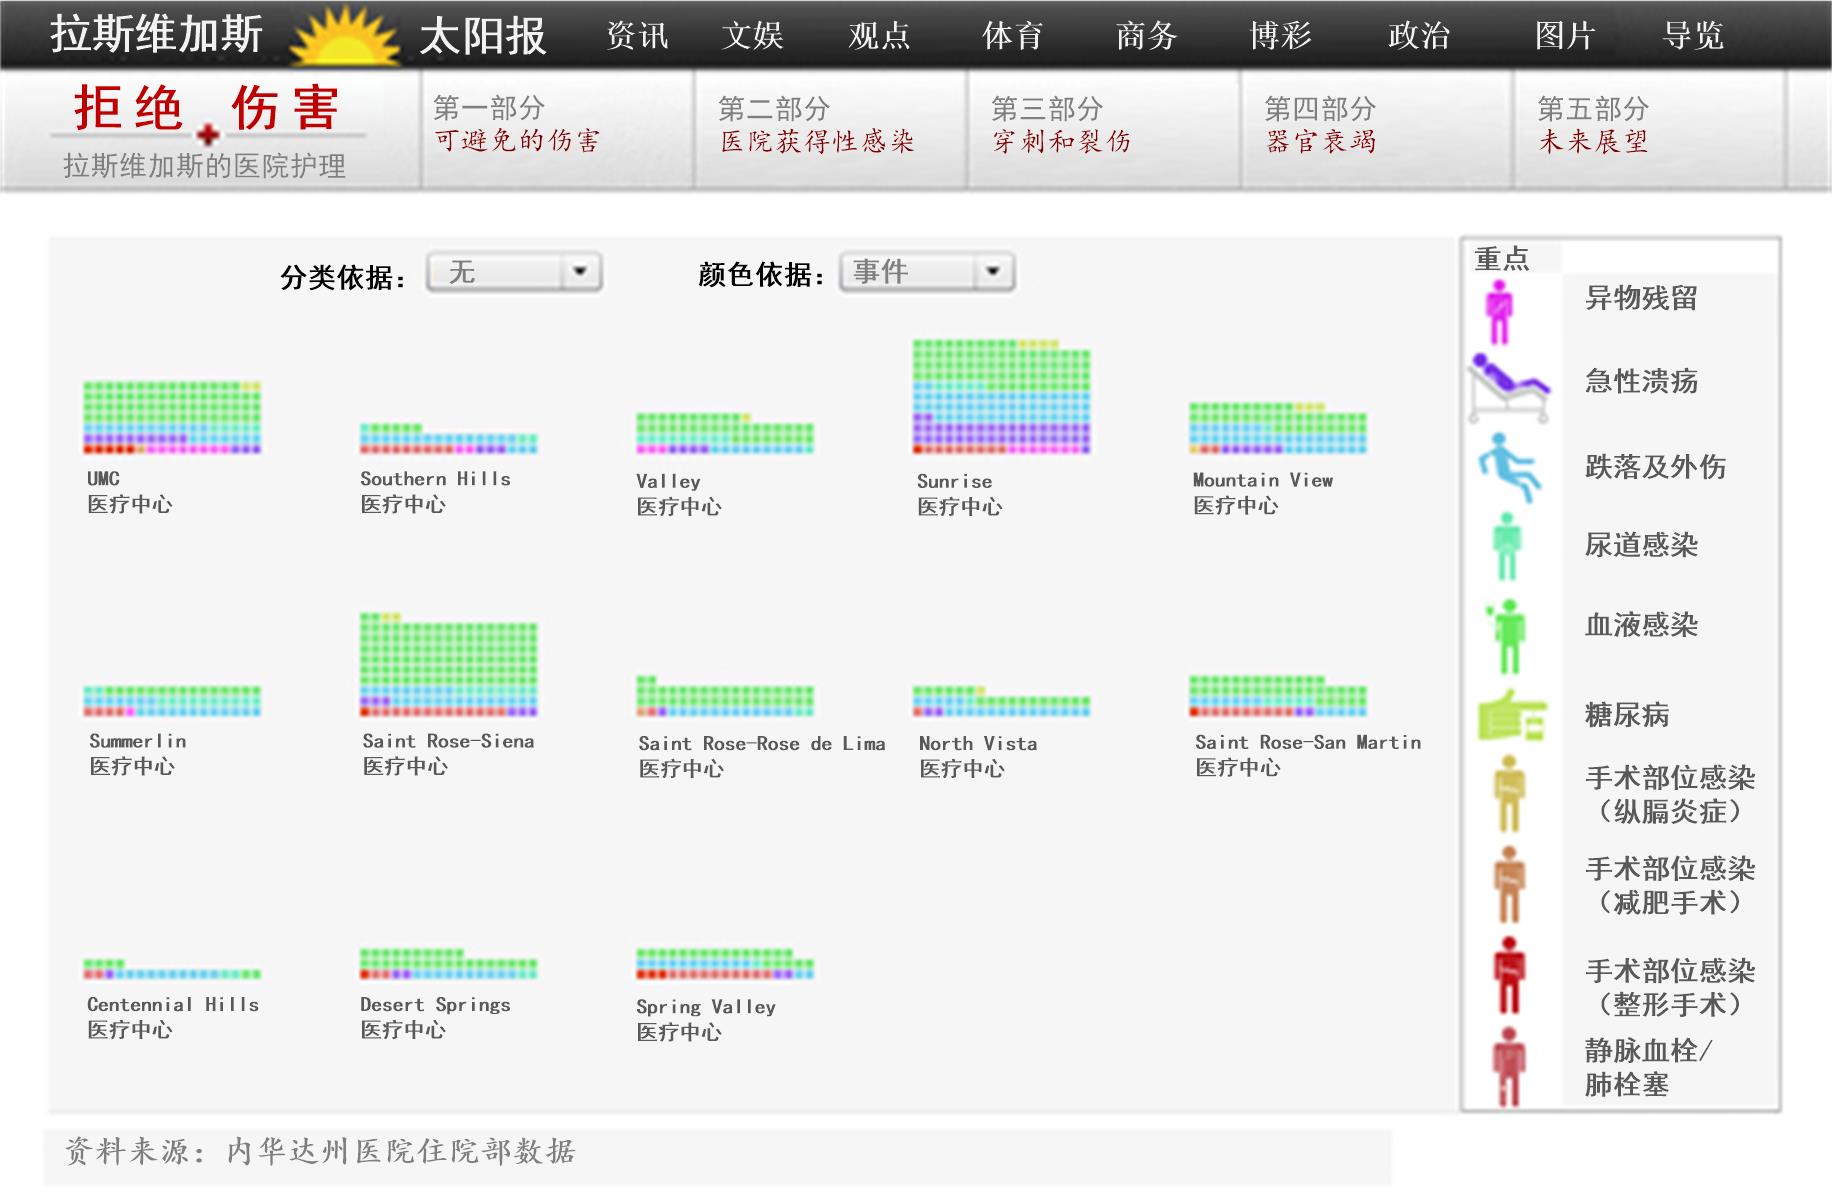 拉斯维加斯 太阳报 资讯 文娱 观点 体育 商务 博彩 政治 图片 导览
拒绝 伤害
拉斯维加斯的医院护理
第一部分
可避免的伤害
第二部分
医院获得性感染
第三部分
穿刺和裂伤
第四部分
器官衰竭
第五部分
未来展望
分类依据： 无
颜色依据： 事件
UMC
医疗中心
Southern Hills
医疗中心
Valley
医疗中心
Sunrise
医疗中心
Mountain View
医疗中心
Summerlin
医疗中心
Saint Rose-Siena
医疗中心
Saint Rose-Rose de Lima
医疗中心
North Vista
医疗中心
Saint Rose-San Martin
医疗中心
Centennial Hills
医疗中心
Desert Springs
医疗中心
Spring Valley
医疗中心
重点
异物残留
急性溃疡
跌落及外伤
尿道感染
血液感染
糖尿病
手术部位感染
（纵膈炎症）
手术部位感染
（减肥手术）
手术部位感染
（整形手术）
静脉血栓/
肺栓塞
资料来源：内华达州医院住院部数据